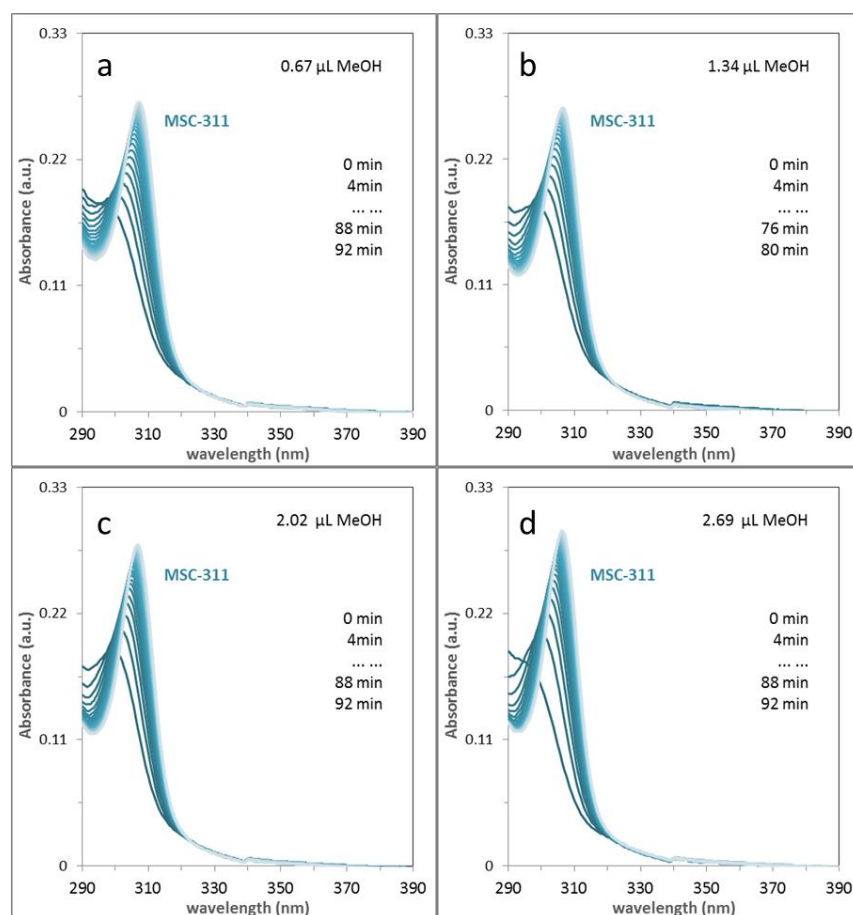 a
0.67 µL MeOH
MSC-311
0 min
4min
... ...
88 min
92 min
0.33
0.22
0.11
0
Absorbance (a.u.)
290 310 330 350 370 390
wavelength (nm)
b
1.34 µL MeOH
MSC-311
0 min
4min
... ...
76 min
80 min
0.33
0.22
0.11
0
Absorbance (a.u.)
290 310 330 350 370 390
wavelength (nm)
c
2.02 µL MeOH
MSC-311
0 min
4min
... ...
88 min
92 min
0.33
0.22
0.11
0
Absorbance (a.u.)
290 310 330 350 370 390
wavelength (nm)
d
2.69 µL MeOH
MSC-311
0 min
4min
... ...
88 min
92 min
0.33
0.22
0.11
0
Absorbance (a.u.)
290 310 330 350 370 390
wavelength (nm)